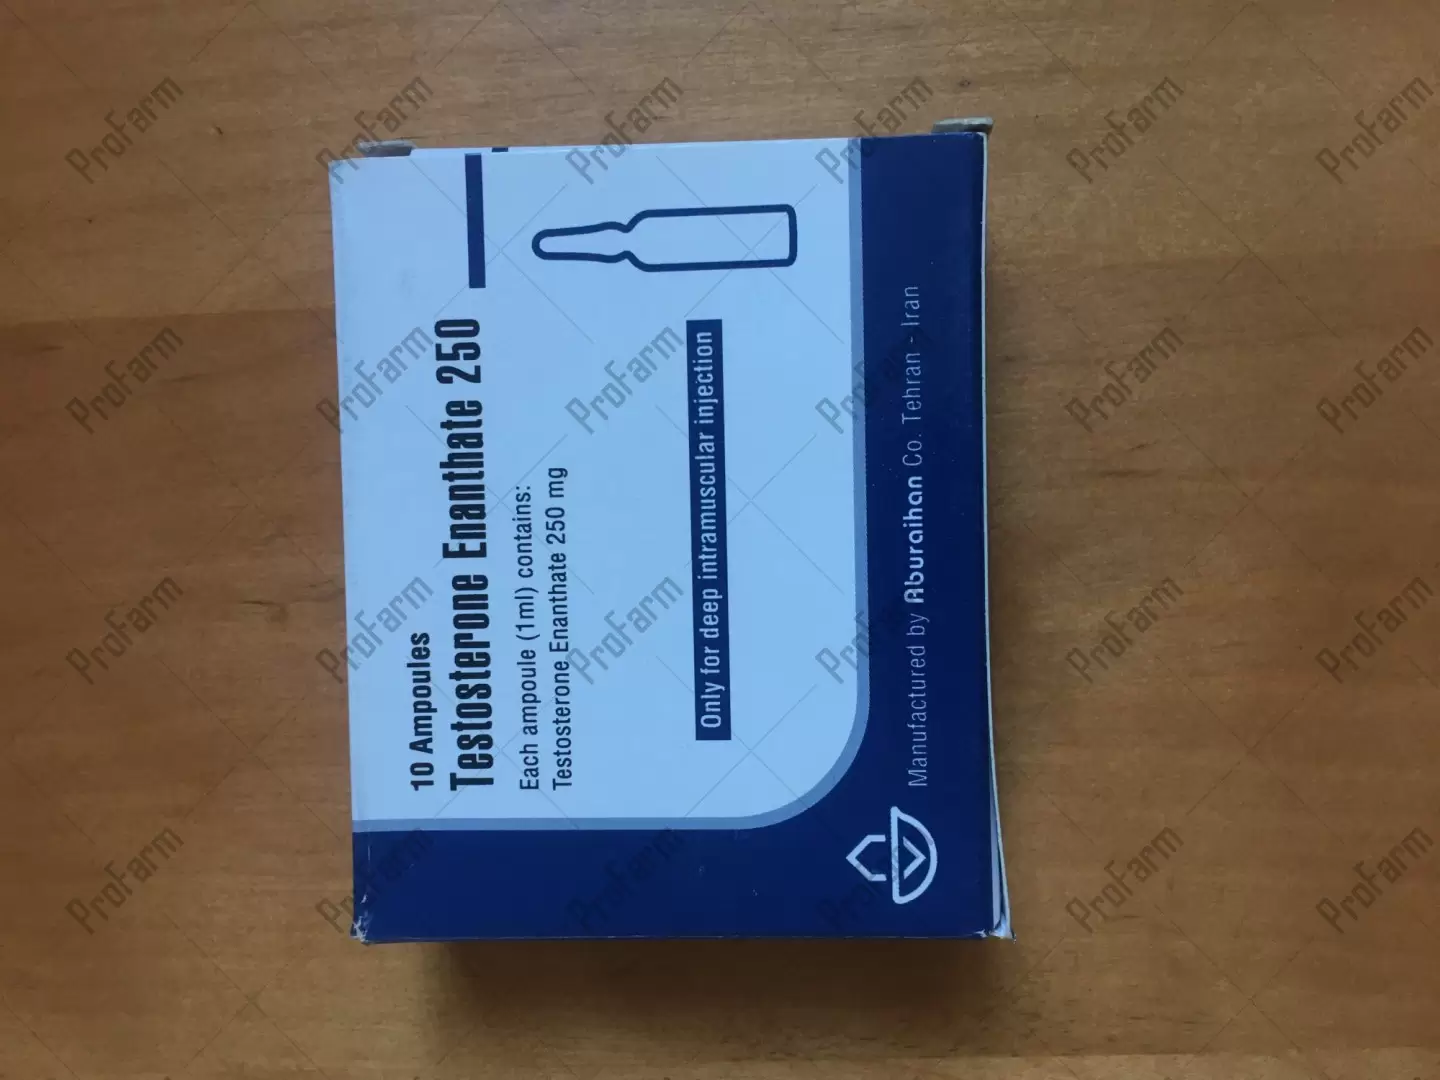 10 Ampoules
Testosterone Enanthate 250
Each ampoule (1ml) contains:
Testosterone Enanthate 250 mg
Only for deep intramuscular injection
Manufactured by Aburaihan Co. Tehran - Iran
ProFarm